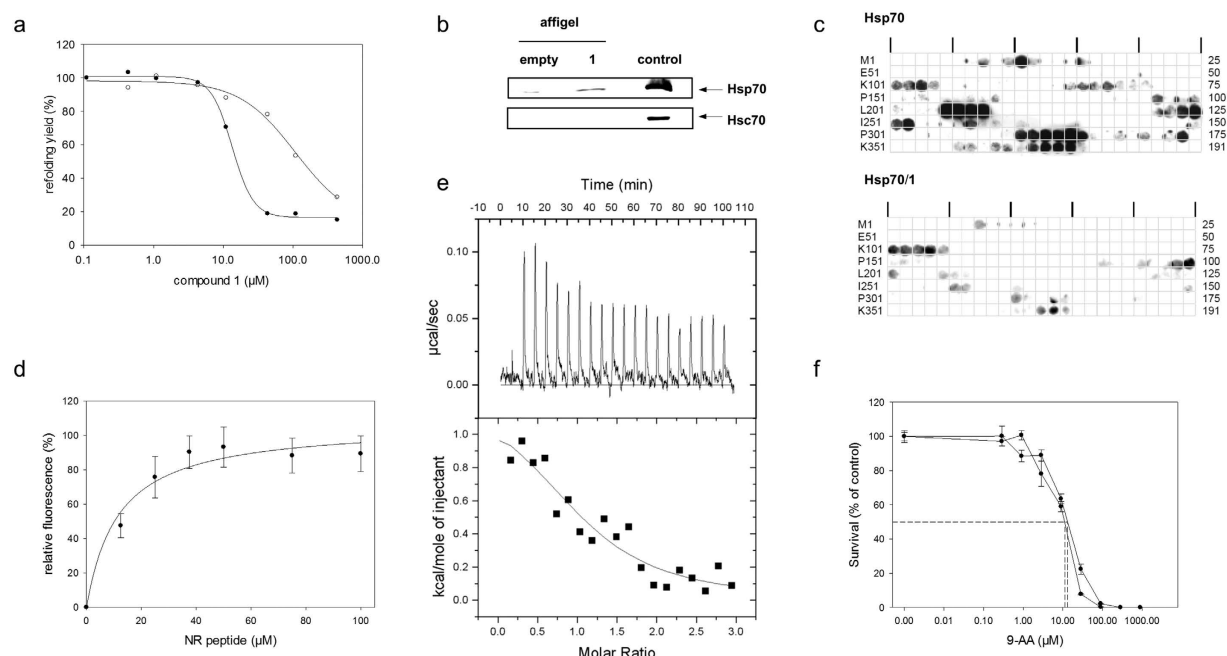 a
120
100
80
60
40
20
0
0.1 1.0 10.0 100.0 1000.0
refolding yield (%)
compound 1 (µM)
b
affigel
empty 1 control
Hsp70
Hsc70
c
Hsp70
M1 25
E51 50
K101 75
P151 100
L201 125
I251 150
P301 175
K351 191
Hsp70/1
M1 25
E51 50
K101 75
P151 100
L201 125
I251 150
P301 175
K351 191
d
120
100
80
60
40
20
0
0 20 40 60 80 100
relative fluorescence (%)
NR peptide (µM)
e
Time (min)
-10 0 10 20 30 40 50 60 70 80 90 100 110
0.10
0.05
0.00
µcal/sec
1.0
0.8
0.6
0.4
0.2
0.0
kcal/mole of injectant
0.0 0.5 1.0 1.5 2.0 2.5 3.0
Molar Ratio
f
120
100
80
60
40
20
0
0.00 0.10 1.00 10.00 100.00 1000.00
Survival (% of control)
9-AA (µM)